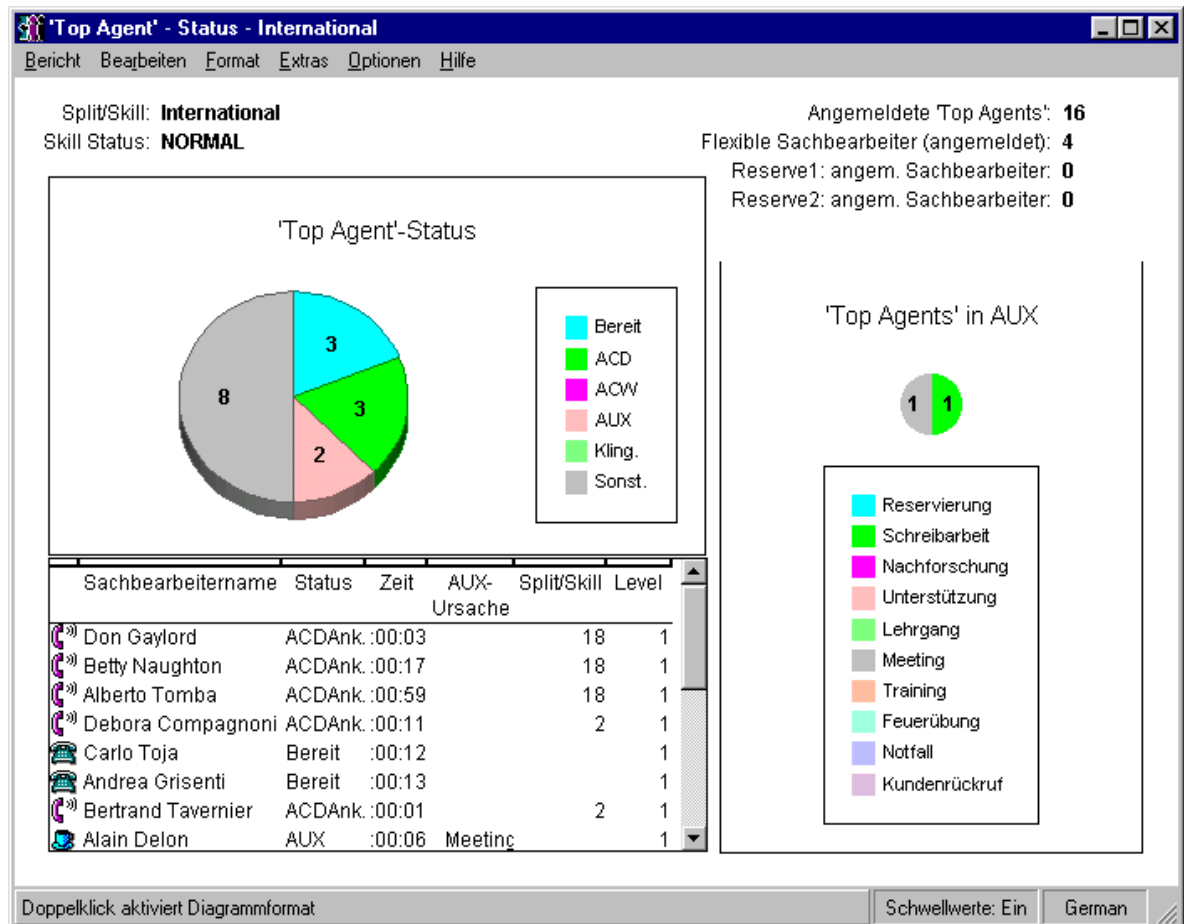 'Top Agent' - Status - International
Bericht Bearbeiten Format Extras Optionen Hilfe
Split/Skill: International
Skill Status: NORMAL
Angemeldete 'Top Agents': 16
Flexible Sachbearbeiter (angemeldet): 4
Reserve1: angem. Sachbearbeiter: 0
Reserve2: angem. Sachbearbeiter: 0
'Top Agent'-Status
3
3
2
8
Bereit
ACD
ACW
AUX
Kling.
Sonst.
'Top Agents' in AUX
1 1
Reservierung
Schreibarbeit
Nachforschung
Unterstützung
Lehrgang
Meeting
Training
Feuerübung
Notfall
Kundenrückruf
Sachbearbeitername Status Zeit AUX-Ursache Split/Skill Level
Don Gaylord ACDAnk. :00:03 18 1
Betty Naughton ACDAnk. :00:17 18 1
Alberto Tomba ACDAnk. :00:59 18 1
Debora Compagnoni ACDAnk. :00:11 2 1
Carlo Toja Bereit :00:12 1
Andrea Grisenti Bereit :00:13 1
Bertrand Tavernier ACDAnk. :00:01 2 1
Alain Delon AUX :00:06 Meeting 1
Doppelklick aktiviert Diagrammformat
Schwellwerte: Ein
German